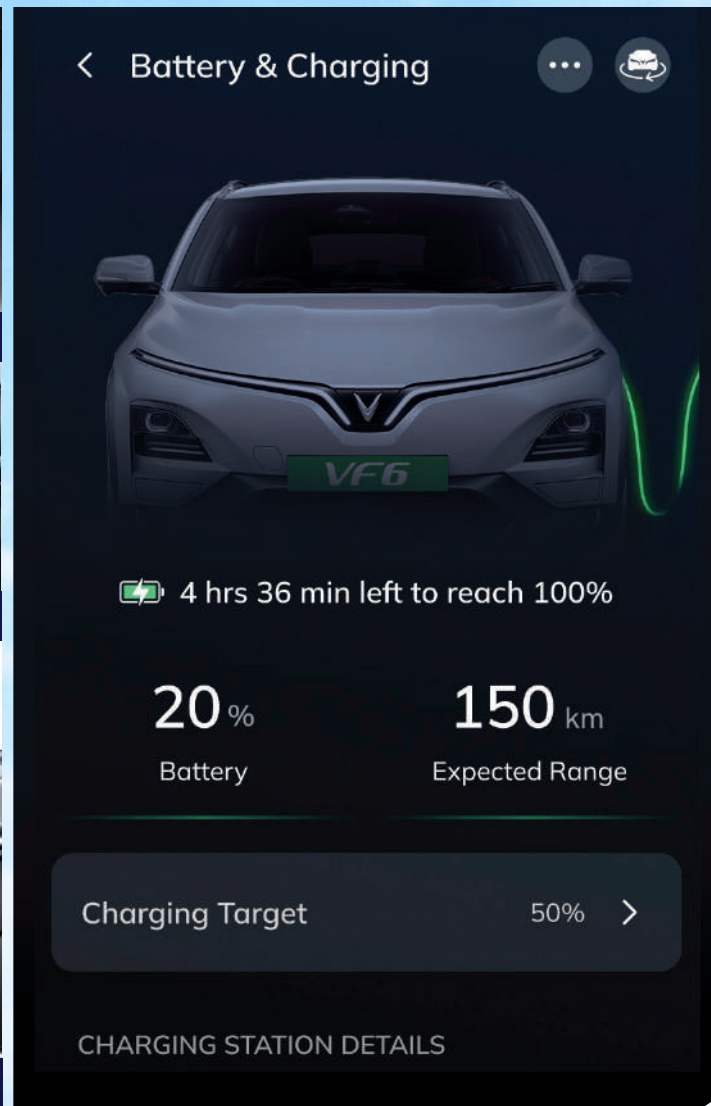 Battery & Charging
VF6
4 hrs 36 min left to reach 100%
20 %
150 km
Battery
Expected Range
Charging Target
50%
CHARGING STATION DETAILS